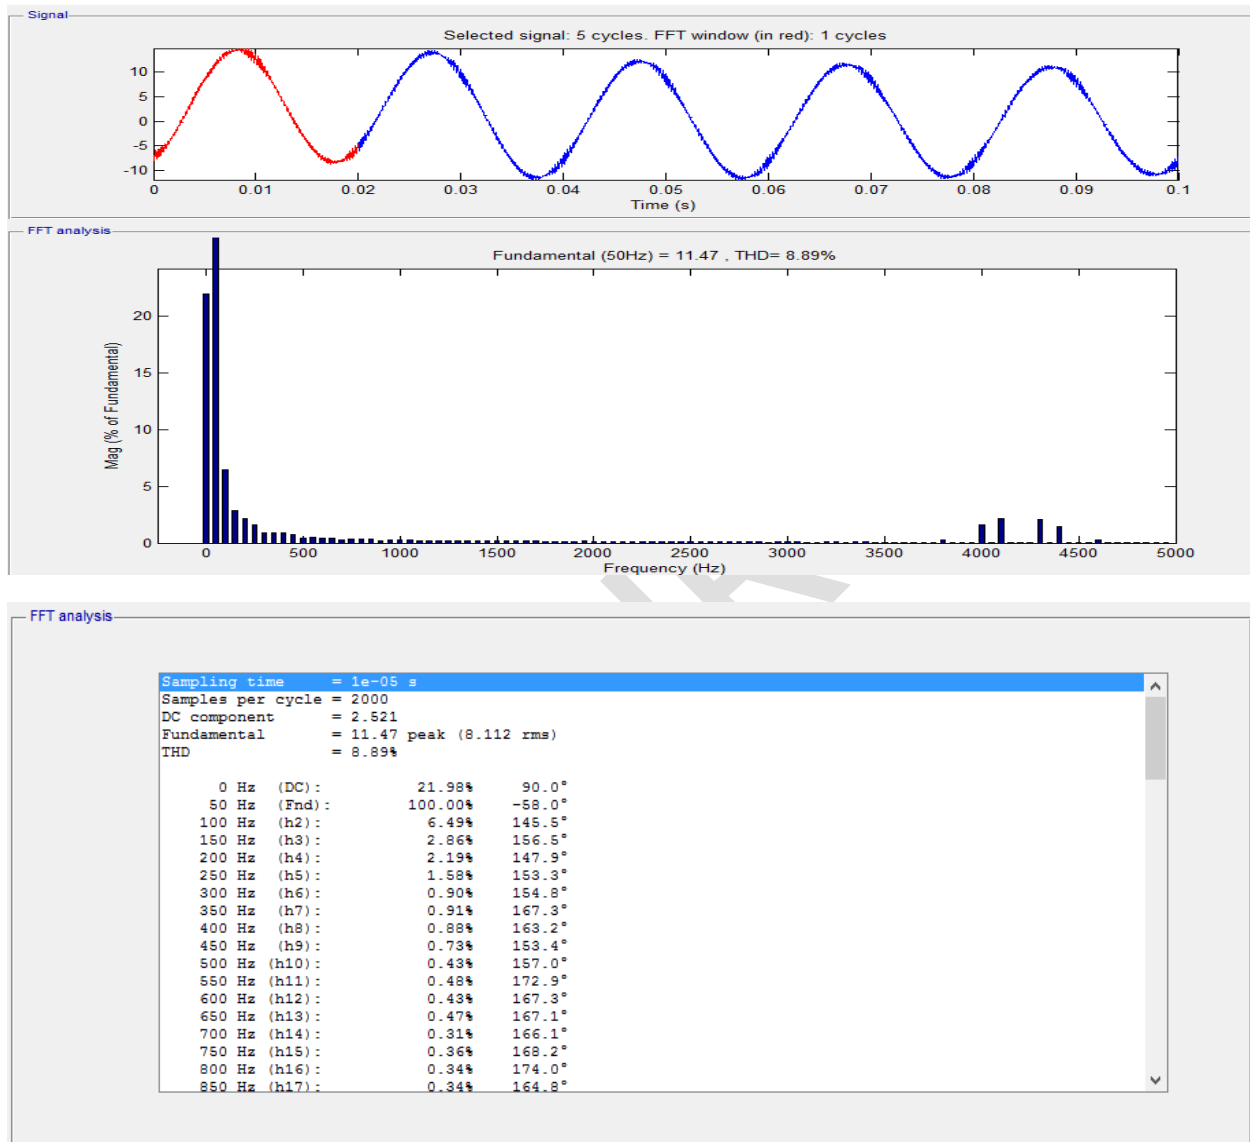 Signal
Selected signal: 5 cycles. FFT window (in red): 1 cycles
10
5
0
-5
-10
0 0.01 0.02 0.03 0.04 0.05 0.06 0.07 0.08 0.09 0.1
Time (s)
FFT analysis
Fundamental (50Hz) = 11.47 , THD= 8.89%
Mag (% of Fundamental)
20
15
10
5
0
0 500 1000 1500 2000 2500 3000 3500 4000 4500 5000
Frequency (Hz)
FFT analysis
Sampling time = 1e-05 s
Samples per cycle = 2000
DC component = 2.521
Fundamental = 11.47 peak (8.112 rms)
THD = 8.89%
0 Hz (DC): 21.98% 90.0°
50 Hz (Fnd): 100.00% -58.0°
100 Hz (h2): 6.49% 145.5°
150 Hz (h3): 2.86% 156.5°
200 Hz (h4): 2.19% 147.9°
250 Hz (h5): 1.58% 153.3°
300 Hz (h6): 0.90% 154.8°
350 Hz (h7): 0.91% 167.3°
400 Hz (h8): 0.88% 163.2°
450 Hz (h9): 0.73% 153.4°
500 Hz (h10): 0.43% 157.0°
550 Hz (h11): 0.48% 172.9°
600 Hz (h12): 0.43% 167.3°
650 Hz (h13): 0.47% 167.1°
700 Hz (h14): 0.31% 166.1°
750 Hz (h15): 0.36% 168.2°
800 Hz (h16): 0.34% 174.0°
850 Hz (h17): 0.34% 164.8°